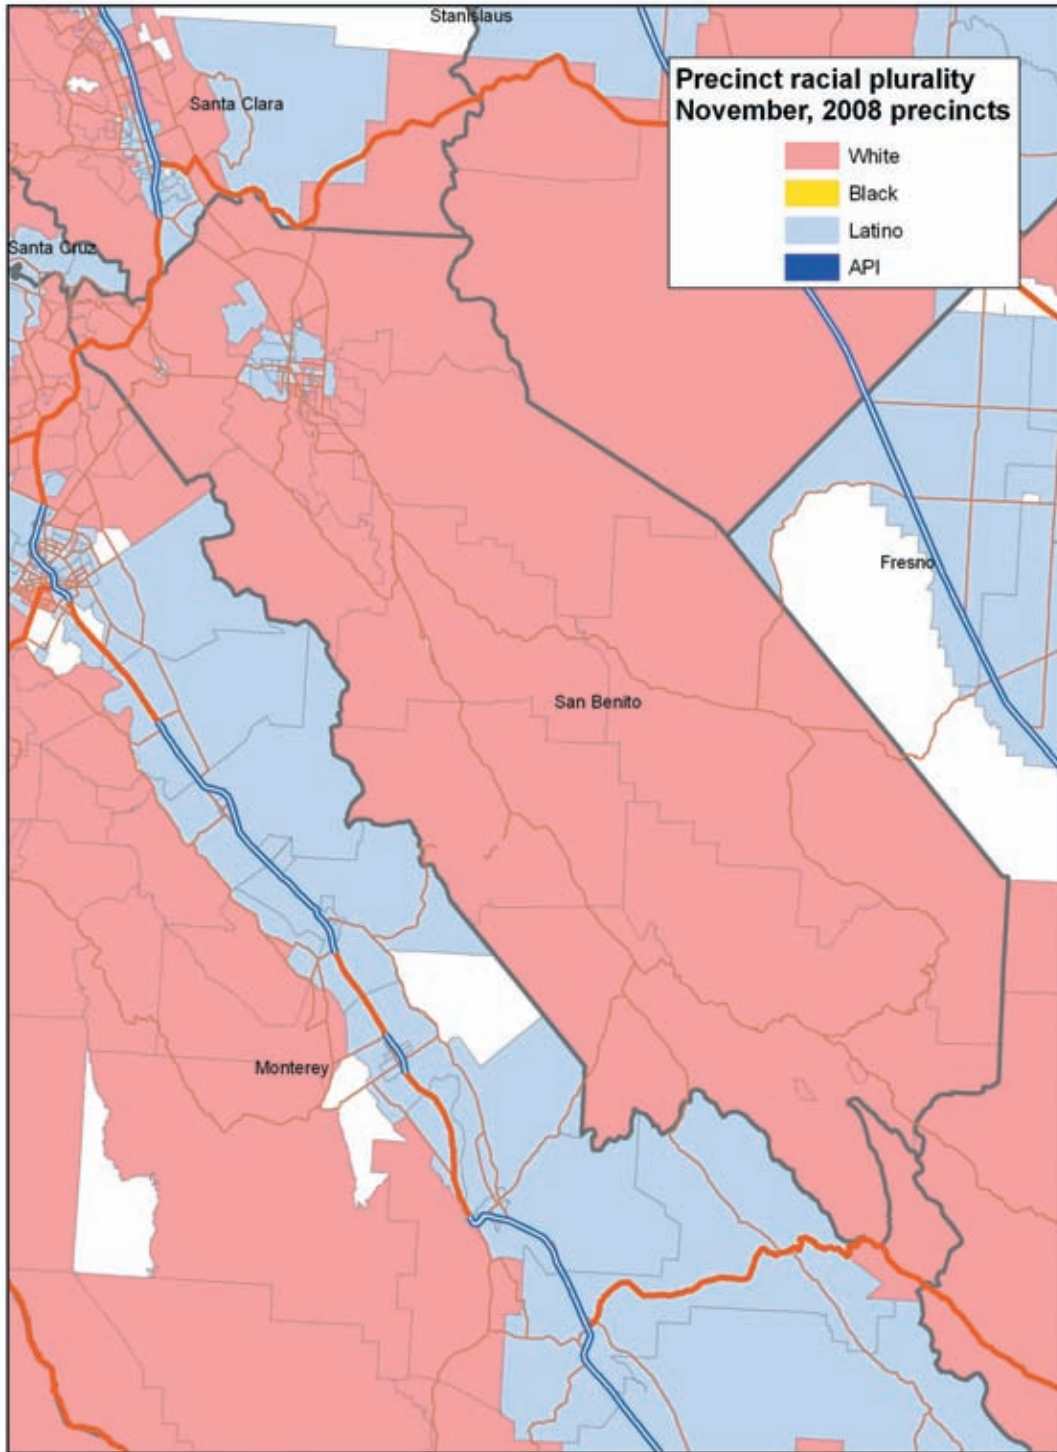 Stanislaus
Precinct racial plurality
November, 2008 precincts
Santa Clara
White
Black
Latino
Santa Cruz
API
Fresno
San Benito
Monterey